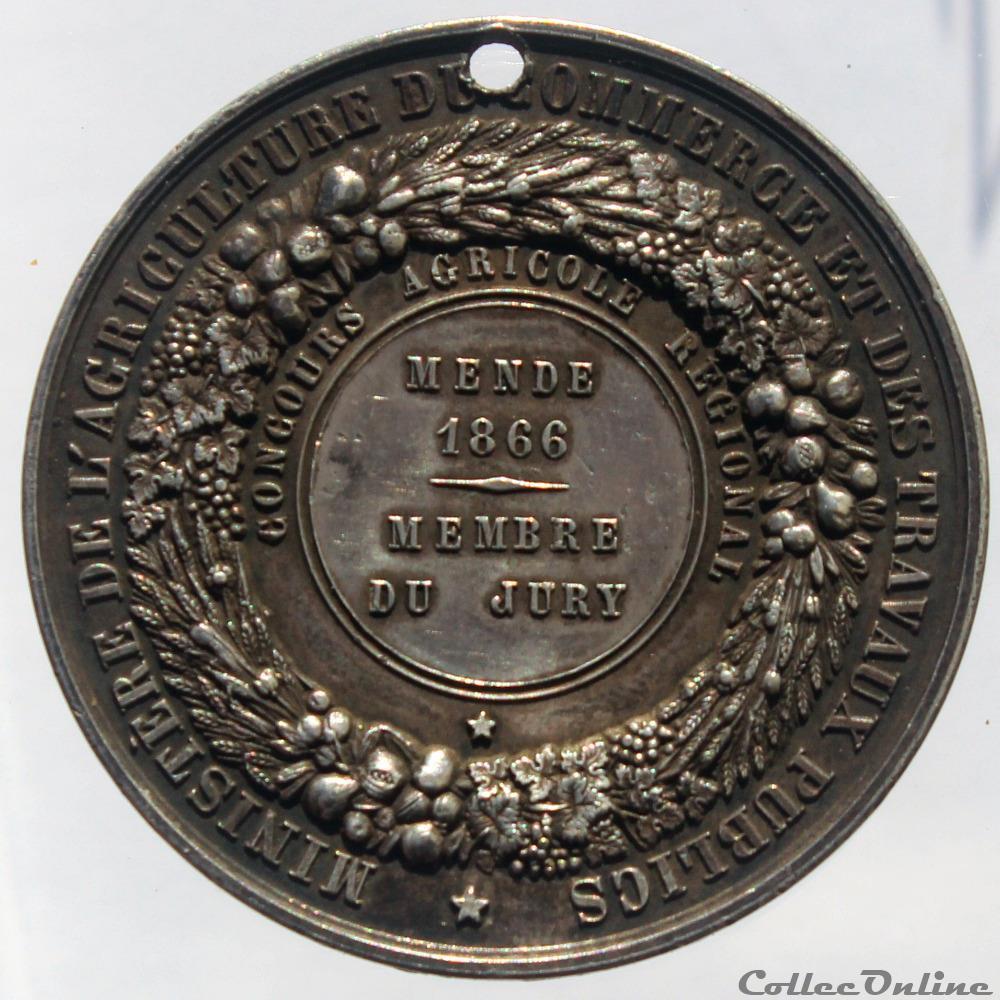 MINISTÈRE DE L'AGRICULTURE DU COMMERCE ET DES TRAVAUX PUBLICS
CONCOURS AGRICOLE REGIONAL
MENDE
1866
MEMBRE
DU JURY
CollecOnline